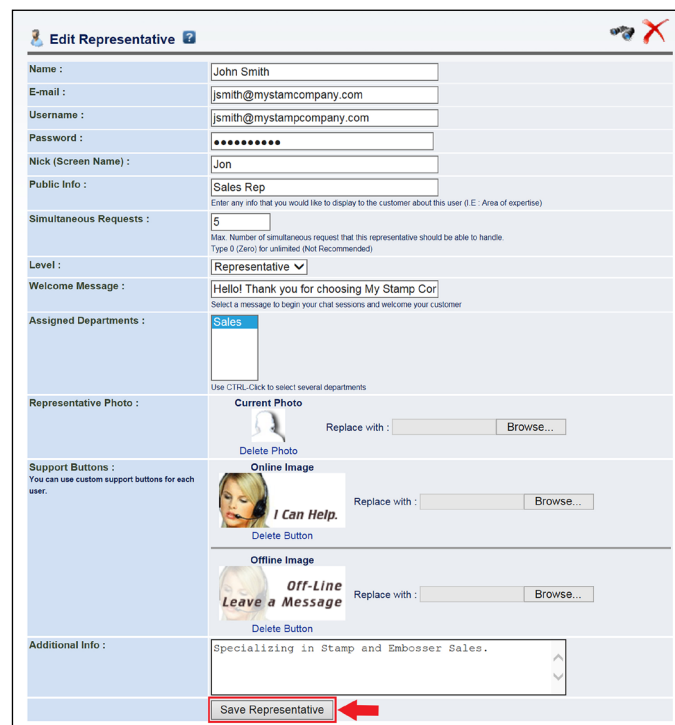 Edit Representative ?
Name :
John Smith
E-mail :
jsmith@mystamcompany.com
Username :
jsmith@mystampcompany.com
Password :
••••••••••
Nick (Screen Name) :
Jon
Public Info :
Sales Rep
Enter any info that you would like to display to the customer about this user (I.E : Area of expertise)
Simultaneous Requests :
5
Max. Number of simultaneous request that this representative should be able to handle.
Type 0 (Zero) for unlimited (Not Recommended)
Level :
Representative
Welcome Message :
Hello! Thank you for choosing My Stamp Cor
Select a message to begin your chat sessions and welcome your customer
Assigned Departments :
Sales
Use CTRL-Click to select several departments
Representative Photo :
Current Photo
Replace with :
Browse...
Delete Photo
Support Buttons :
You can use custom support buttons for each
user.
Online Image
I Can Help.
Replace with :
Browse...
Delete Button
Offline Image
Off-Line
Leave a Message
Replace with :
Browse...
Delete Button
Additional Info :
Specializing in Stamp and Embosser Sales.
Save Representative